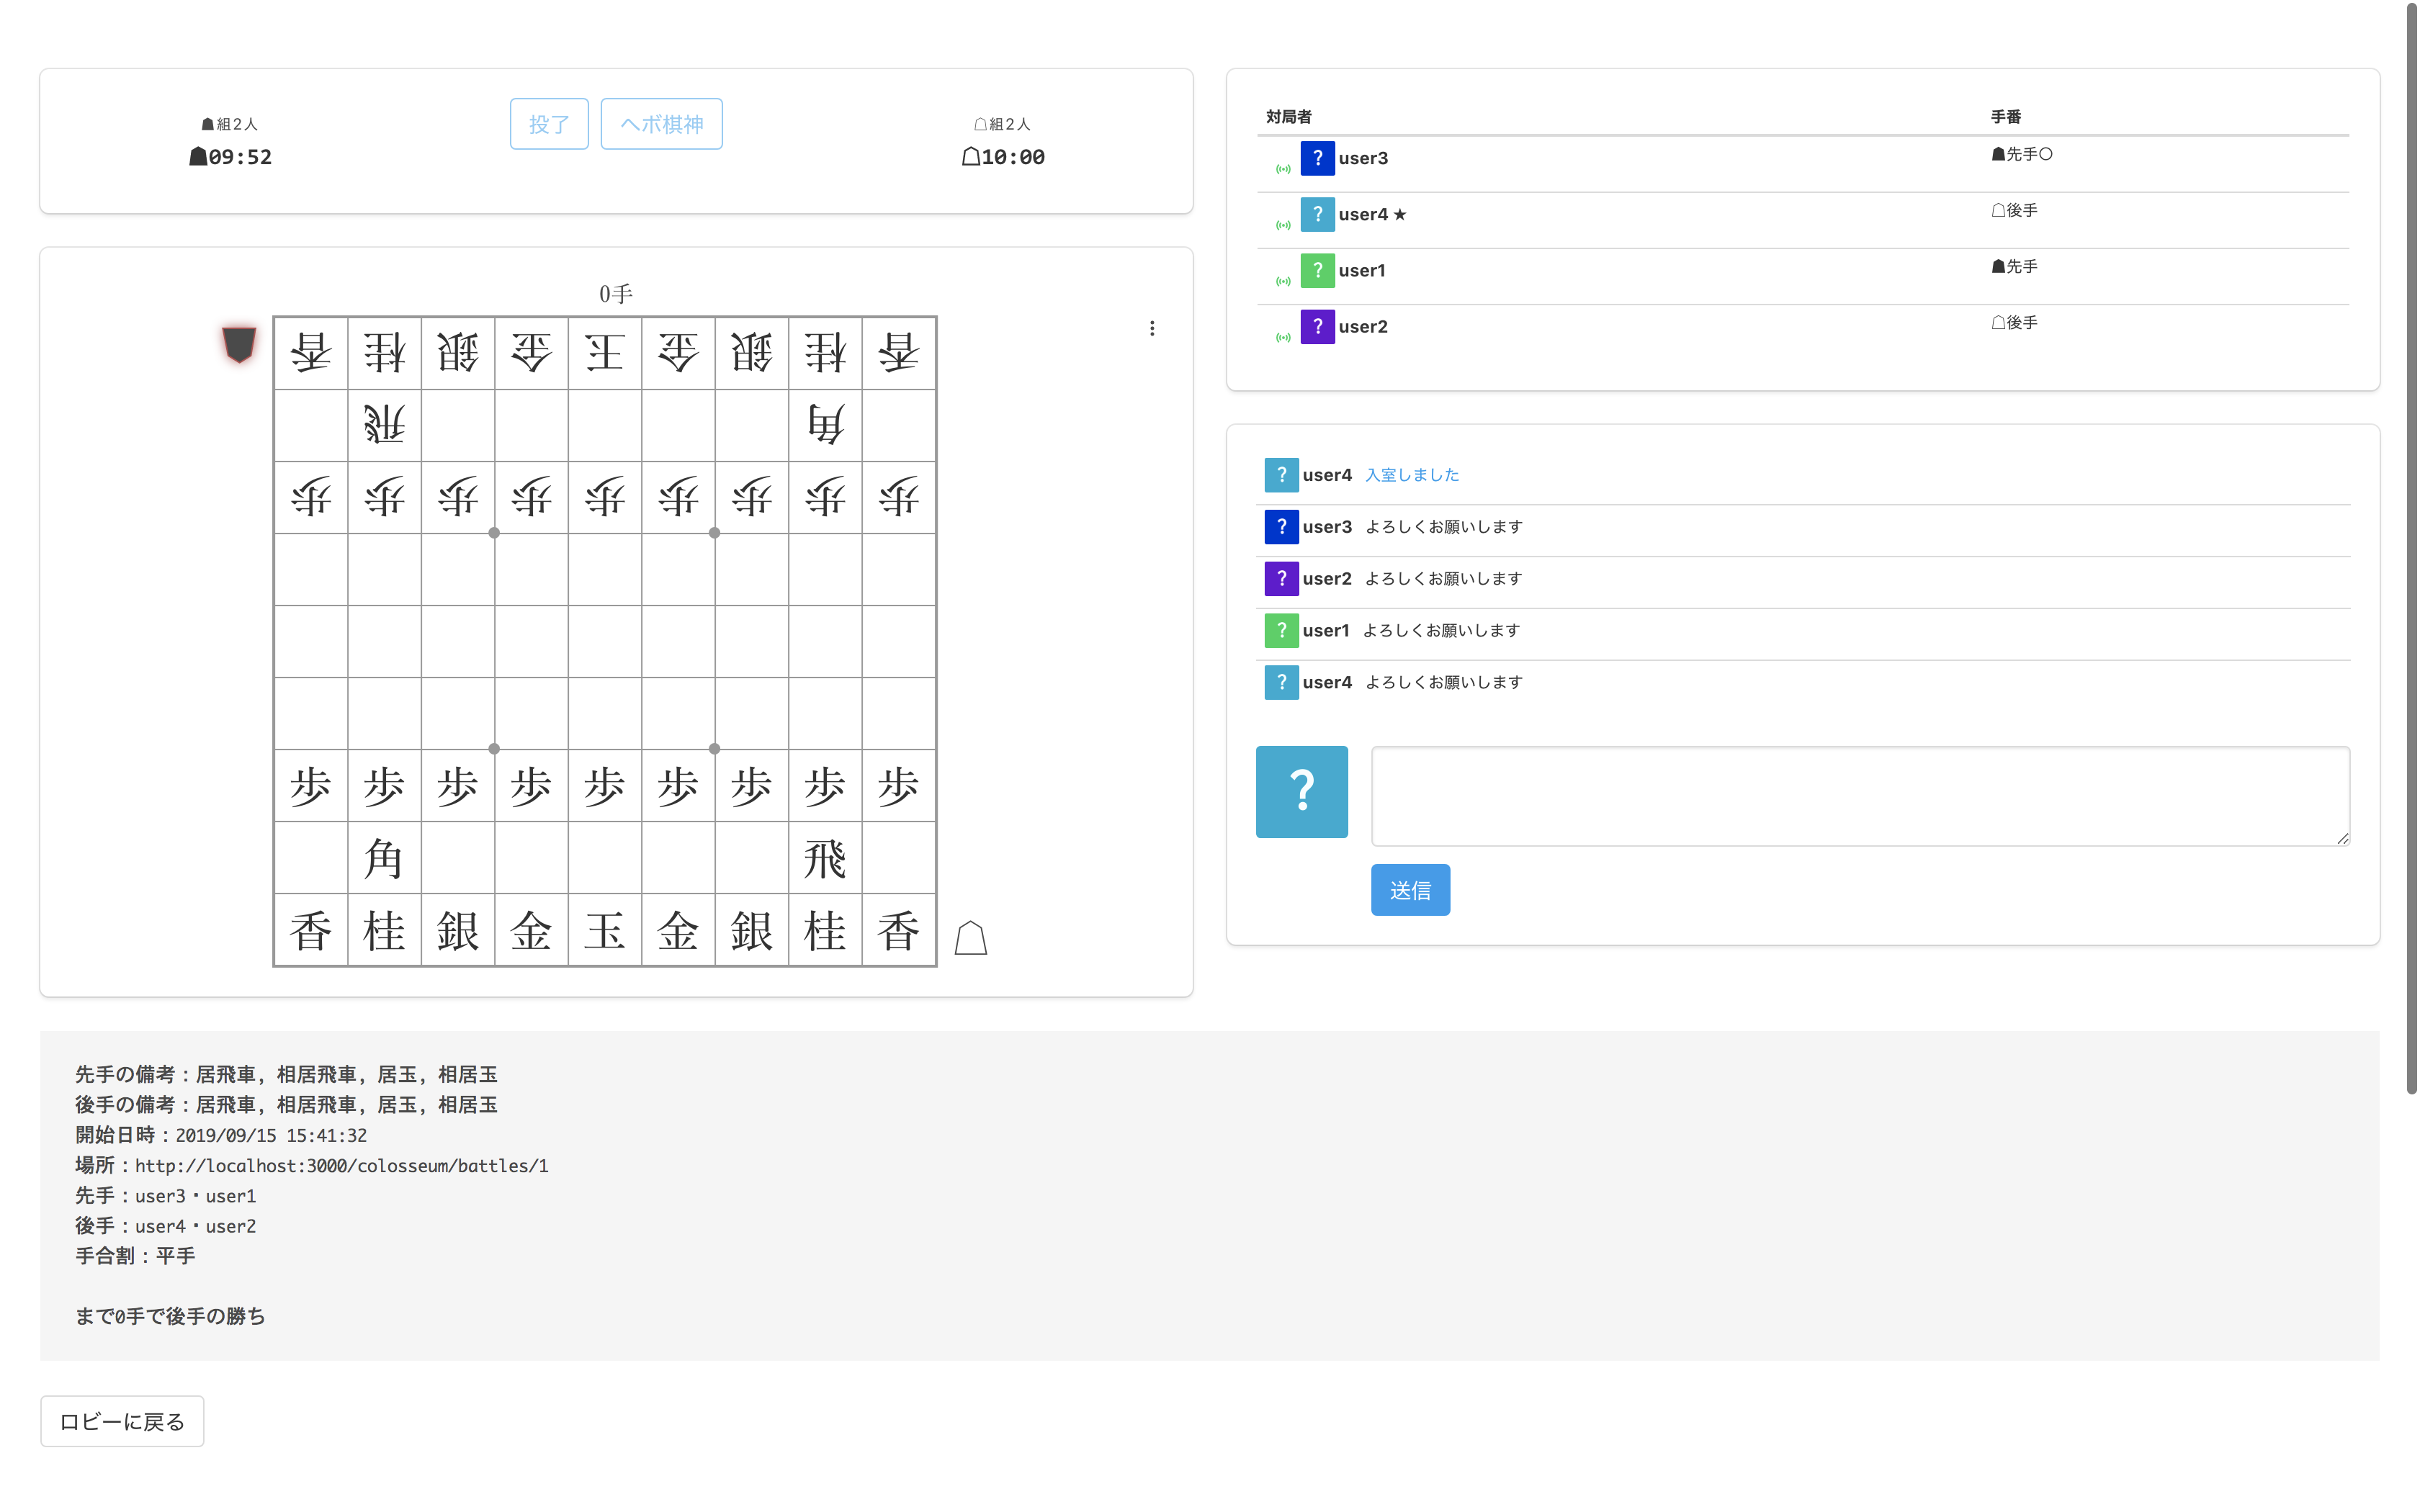 ☗組2人
☗09:52
投了
ヘボ棋神
☖組2人
☖10:00
0手
香桂銀金王金銀桂香
飛角
歩歩歩歩歩歩歩歩歩
歩歩歩歩歩歩歩歩歩
角飛
香桂銀金玉金銀桂香
対局者 手番
? user3 ☗先手○
? user4 ★ ☖後手
? user1 ☗先手
? user2 ☖後手
? user4 入室しました
? user3 よろしくお願いします
? user2 よろしくお願いします
? user1 よろしくお願いします
? user4 よろしくお願いします
?
送信
先手の備考：居飛車, 相居飛車, 居玉, 相居玉
後手の備考：居飛車, 相居飛車, 居玉, 相居玉
開始日時：2019/09/15 15:41:32
場所：http://localhost:3000/colosseum/battles/1
先手：user3・user1
後手：user4・user2
手合割：平手
まで0手で後手の勝ち
ロビーに戻る